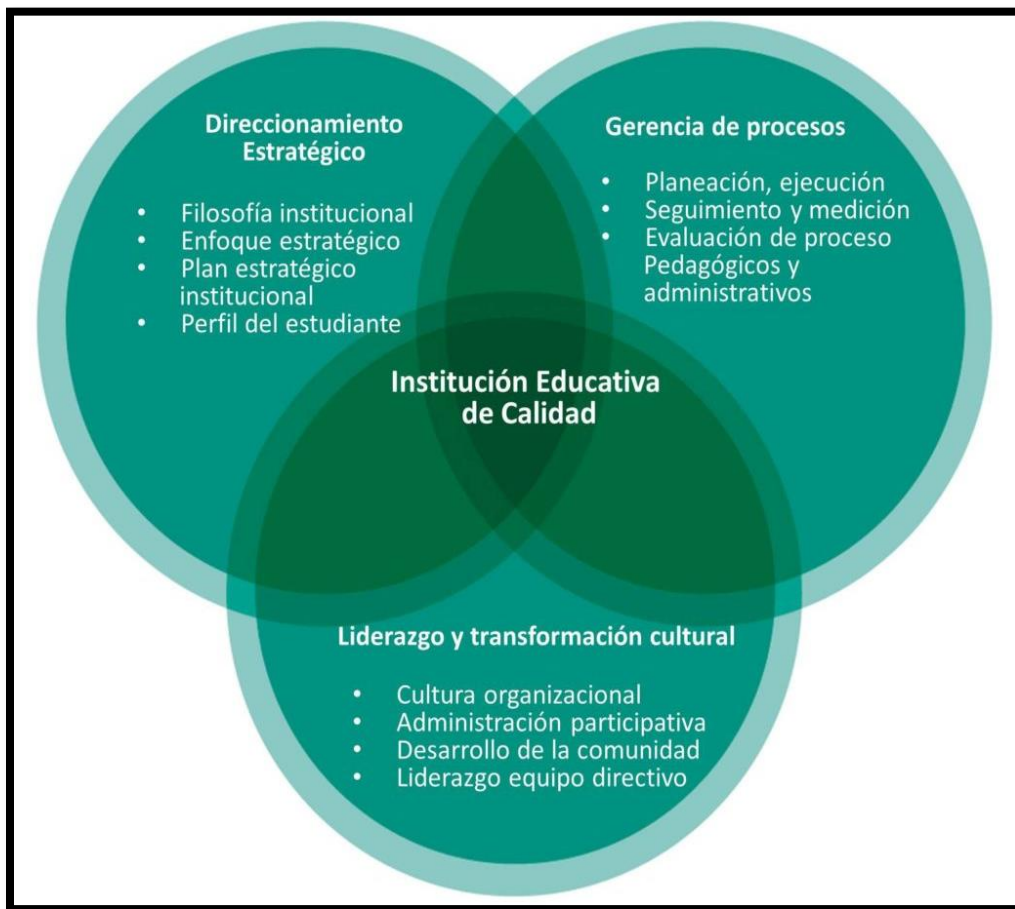 Direccionamiento
Estratégico
• Filosofía institucional
• Enfoque estratégico
• Plan estratégico
institucional
• Perfil del estudiante
Gerencia de procesos
• Planeación, ejecución
• Seguimiento y medición
• Evaluación de proceso
Pedagógicos y
administrativos
Institución Educativa
de Calidad
Liderazgo y transformación cultural
• Cultura organizacional
• Administración participativa
• Desarrollo de la comunidad
• Liderazgo equipo directivo